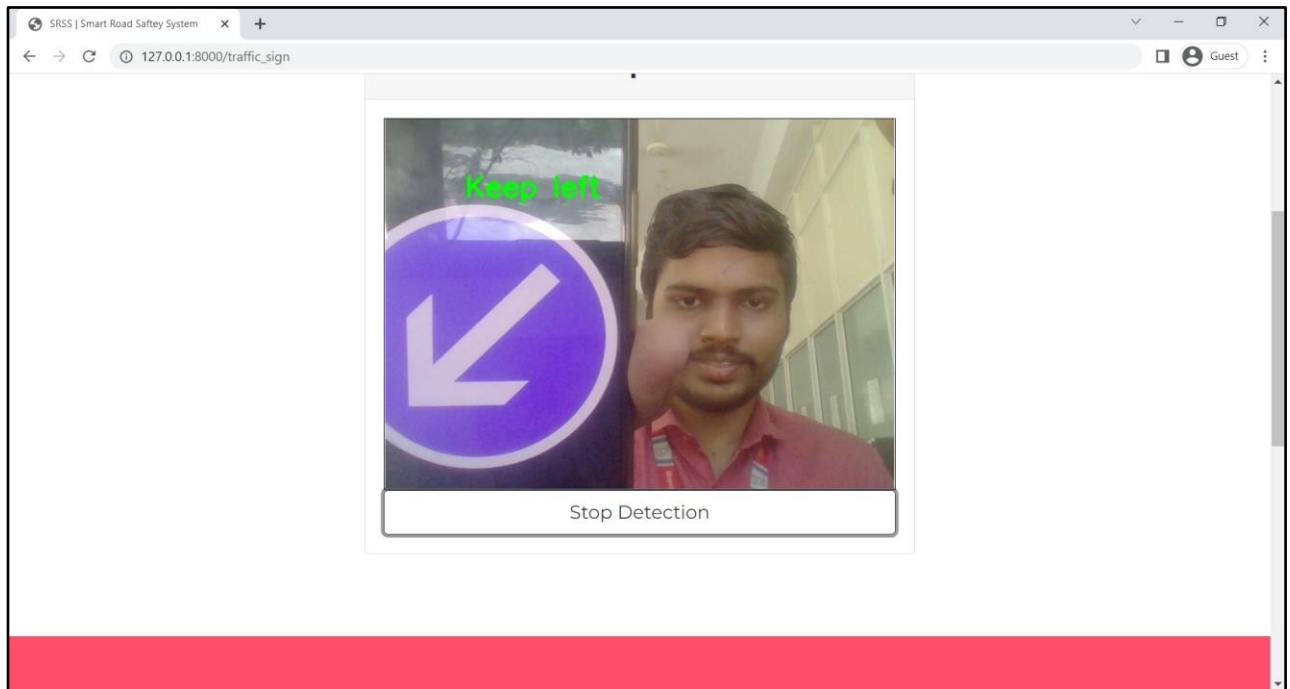 SRSS | Smart Road Saftey System
127.0.0.1:8000/traffic_sign
Guest
Keep left
Stop Detection